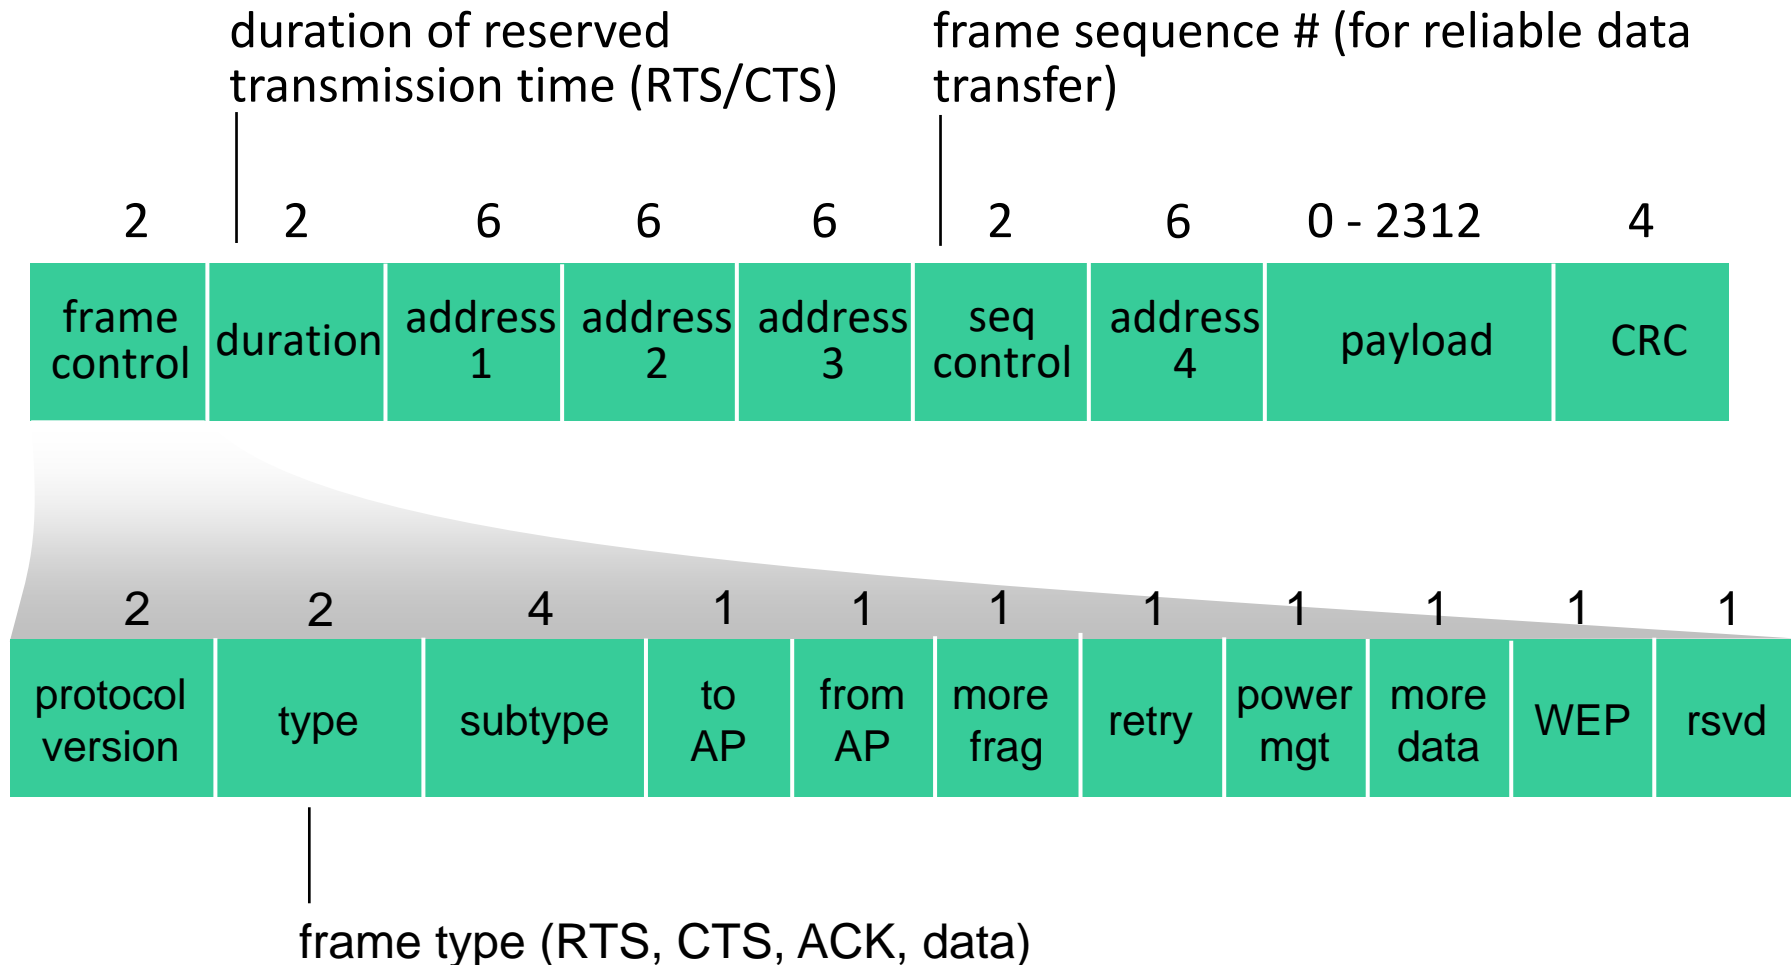 duration of reserved
transmission time (RTS/CTS)
frame sequence # (for reliable data
transfer)
2 2 6 6 6 2 6 0 - 2312 4
frame
control
duration
address
1
address
2
address
3
seq
control
address
4
payload
CRC
2 2 4 1 1 1 1 1 1 1 1
protocol
version
type
subtype
to
AP
from
AP
more
frag
retry
power
mgt
more
data
WEP
rsvd
frame type (RTS, CTS, ACK, data)